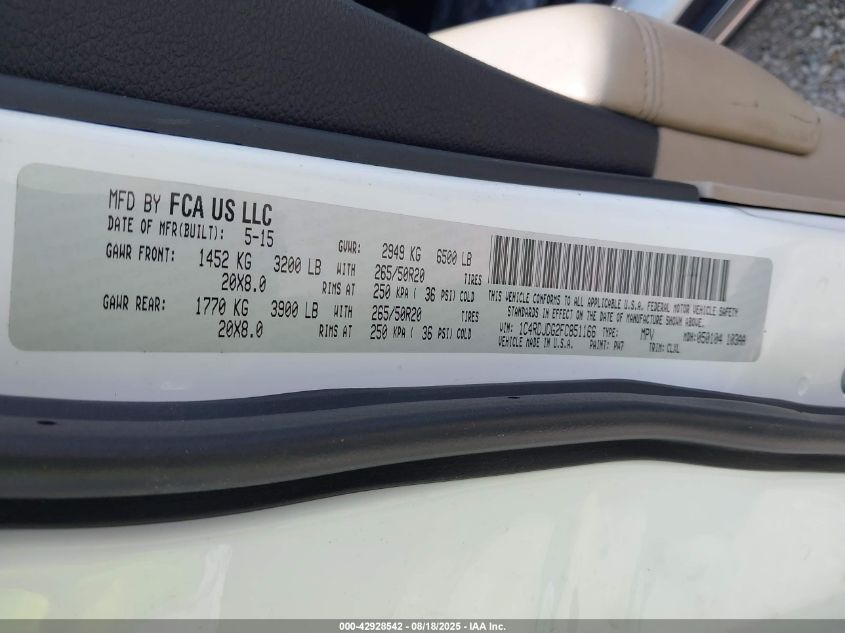 MFD BY FCA US LLC
DATE OF MFR(BUILT): 5-15
GVWR: 2949 KG 6500 LB
GAWR FRONT: 1452 KG 3200 LB WITH 265/50R20 TIRES
20X8.0 RIMS AT 250 KPA ( 36 PSI) COLD
GAWR REAR: 1770 KG 3900 LB WITH 265/50R20 TIRES
20X8.0 RIMS AT 250 KPA ( 36 PSI) COLD
THIS VEHICLE CONFORMS TO ALL APPLICABLE U.S.A. FEDERAL MOTOR VEHICLE SAFETY
STANDARDS IN EFFECT ON THE DATE OF MANUFACTURE SHOWN ABOVE.
VIN: 1C4RDJDG2FC851166 TYPE: MPV MDH: 050104 103AA
VEHICLE MADE IN U.S.A. PAINT: PW7 TRIM: CLXL
000-42928542 - 08/18/2025 - IAA Inc.